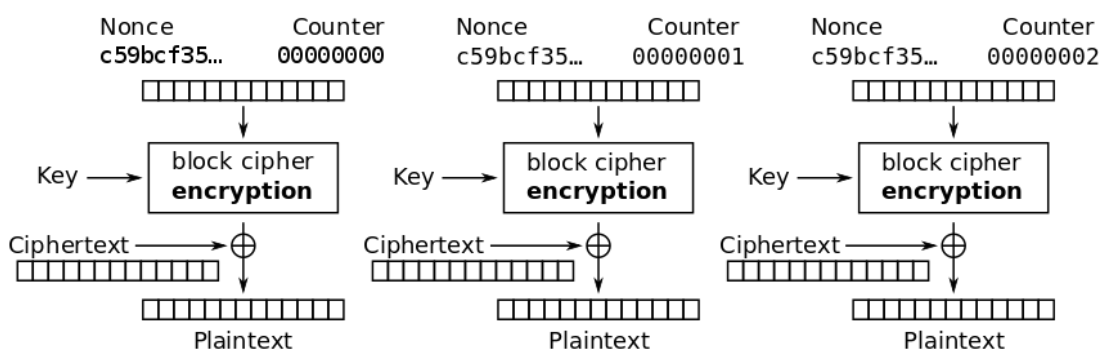 Nonce Counter Nonce Counter Nonce Counter
c59bcf35… 00000000 c59bcf35… 00000001 c59bcf35… 00000002
block cipher block cipher block cipher
Key encryption Key encryption Key encryption
Ciphertext Ciphertext Ciphertext
Plaintext Plaintext Plaintext